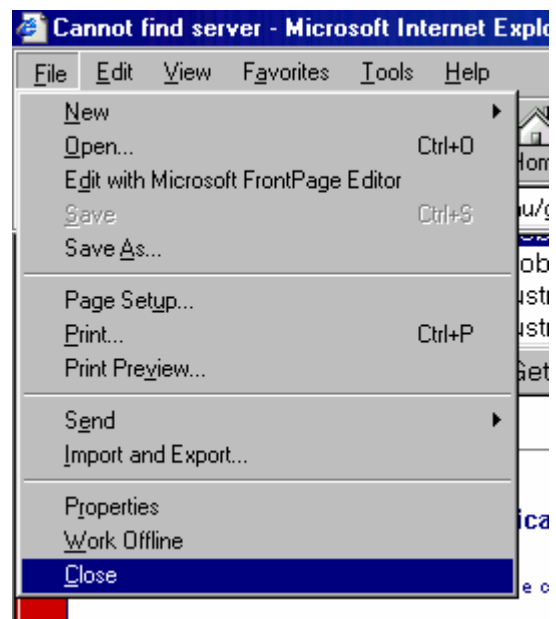 Cannot find server - Microsoft Internet Explo
File Edit View Favorites Tools Help
New
Open... Ctrl+O
Edit with Microsoft FrontPage Editor
Save Ctrl+S
Save As...
Page Setup...
Print... Ctrl+P
Print Preview...
Send
Import and Export...
Properties
Work Offline
Close